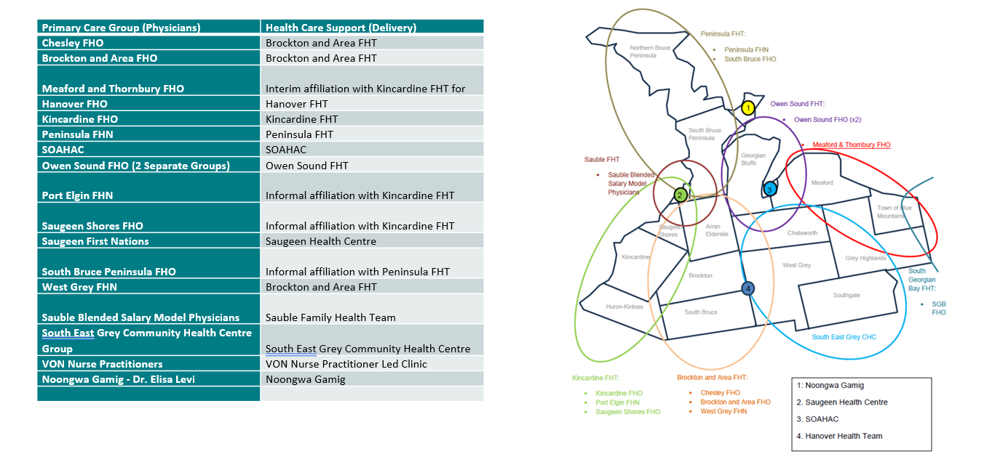 Primary Care Group (Physicians) Health Care Support (Delivery)
Chesley FHO Brockton and Area FHT
Brockton and Area FHO Brockton and Area FHT
Meaford and Thornbury FHO Interim affiliation with Kincardine FHT for
Hanover FHO Hanover FHT
Kincardine FHO Kincardine FHT
Peninsula FHN Peninsula FHT
SOAHAC SOAHAC
Owen Sound FHO (2 Separate Groups) Owen Sound FHT
Port Elgin FHN Informal affiliation with Kincardine FHT
Saugeen Shores FHO Informal affiliation with Kincardine FHT
Saugeen First Nations Saugeen Health Centre
South Bruce Peninsula FHO Informal affiliation with Peninsula FHT
West Grey FHN Brockton and Area FHT
Sauble Blended Salary Model Physicians Sauble Family Health Team
South East Grey Community Health Centre
Group South East Grey Community Health Centre
VON Nurse Practitioners VON Nurse Practitioner Led Clinic
Noongwa Gamig - Dr. Elisa Levi Noongwa Gamig
Peninsula FHT:
• Peninsula FHN
• South Bruce FHO
Northern Bruce
Peninsula
1
Owen Sound FHT:
• Owen Sound FHO (x2)
South Bruce
Peninsula
• Meaford & Thornbury FHO
Georgian
Bluffs
Sauble FHT
• Sauble Blended
Salary Model
Physicians
2
3
Meaford
Town of Blue
Mountains
Saugeen
Shores
Arran
Elderslie
Chatsworth
Kincardine
Grey Highlands
West Grey
Brockton
4
South
Georgian
Bay FHT:
• SGB
FHO
Southgate
Huron-Kinloss
South Bruce
South East Grey CHC
Kincardine FHT:
• Kincardine FHO
• Port Elgin FHN
• Saugeen Shores FHO
Brockton and Area FHT:
• Chesley FHO
• Brockton and Area FHO
• West Grey FHN
1: Noongwa Gamig
2. Saugeen Health Centre
3. SOAHAC
4. Hanover Health Team